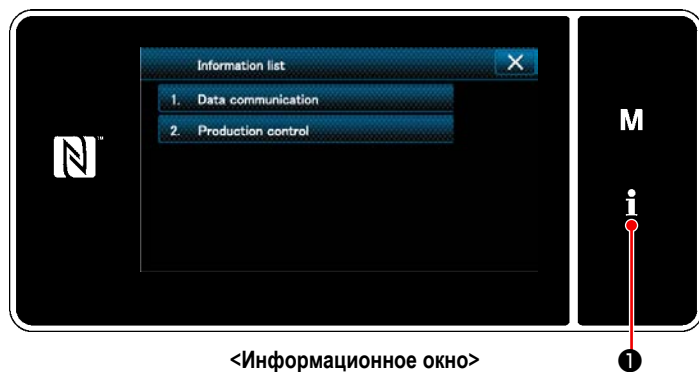 Information list
1. Data communication
2. Production control
M
i
<Информационное окно>
❶